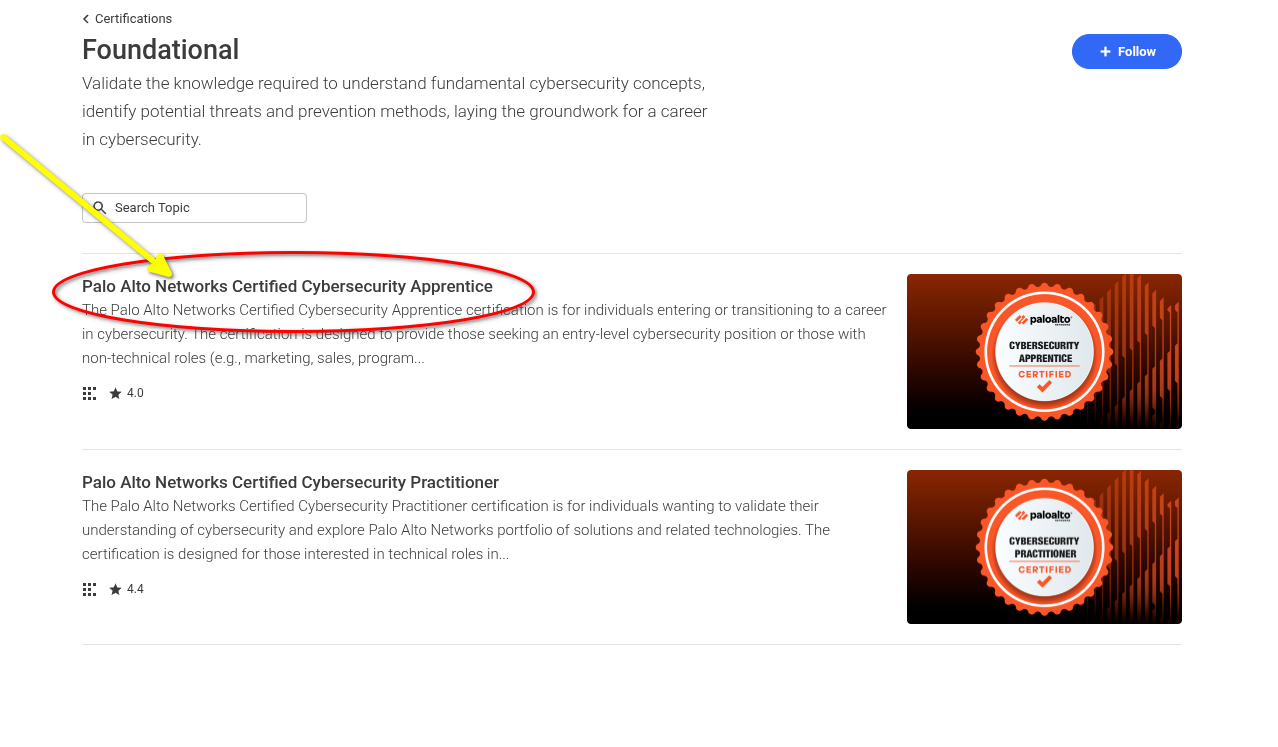 Certifications
Foundational
Follow
Validate the knowledge required to understand fundamental cybersecurity concepts,
identify potential threats and prevention methods, laying the groundwork for a career
in cybersecurity.
Search Topic
Palo Alto Networks Certified Cybersecurity Apprentice
The Palo Alto Networks Certified Cybersecurity Apprentice certification is for individuals entering or transitioning to a career
in cybersecurity. The certification is designed to provide those seeking an entry-level cybersecurity position or those with
non-technical roles (e.g., marketing, sales, program...
4.0
paloalto
NETWORKS
CYBERSECURITY
APPRENTICE
CERTIFIED
Palo Alto Networks Certified Cybersecurity Practitioner
The Palo Alto Networks Certified Cybersecurity Practitioner certification is for individuals wanting to validate their
understanding of cybersecurity and explore Palo Alto Networks portfolio of solutions and related technologies. The
certification is designed for those interested in technical roles in...
4.4
paloalto
NETWORKS
CYBERSECURITY
PRACTITIONER
CERTIFIED